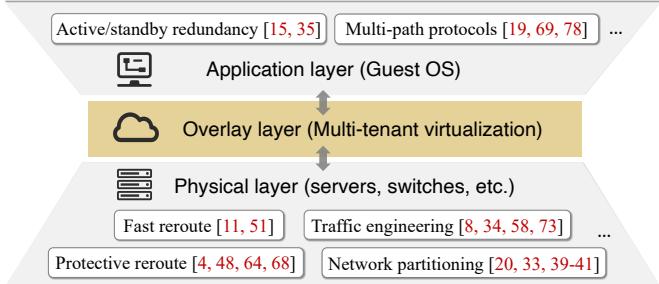 Active/standby redundancy [15, 35] Multi-path protocols [19, 69, 78] ...
Application layer (Guest OS)
Overlay layer (Multi-tenant virtualization)
Physical layer (servers, switches, etc.)
Fast reroute [11, 51] Traffic engineering [8, 34, 58, 73] ...
Protective reroute [4, 48, 64, 68] Network partitioning [20, 33, 39-41]